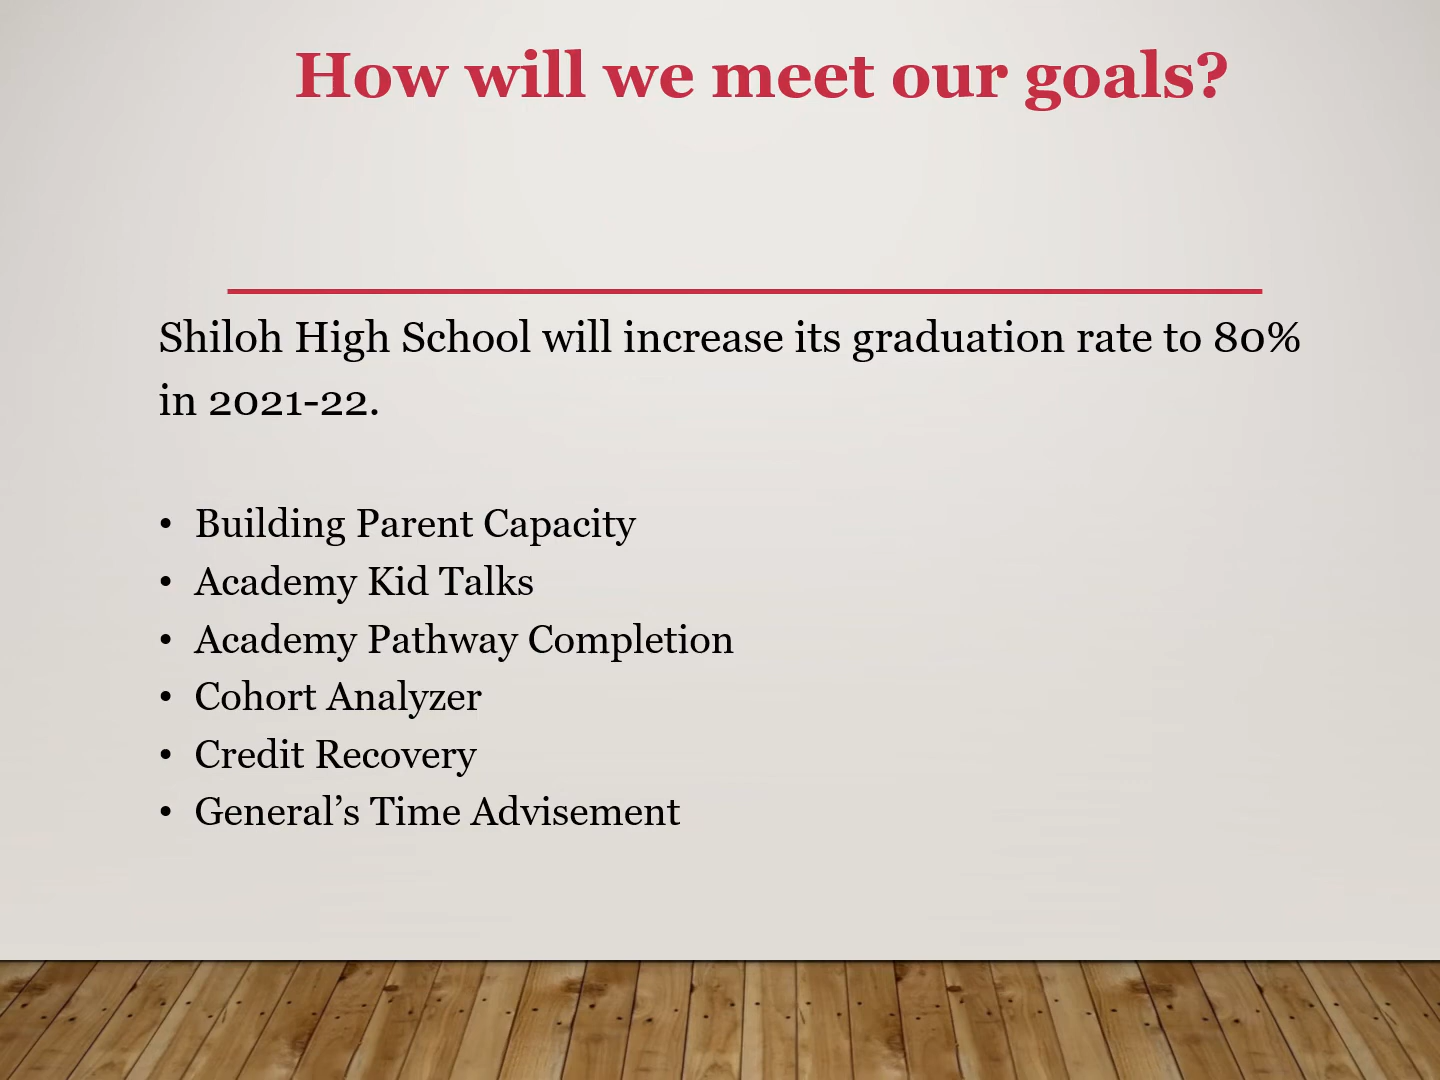 How will we meet our goals?
Shiloh High School will increase its graduation rate to 80%
in 2021-22.
• Building Parent Capacity
• Academy Kid Talks
• Academy Pathway Completion
• Cohort Analyzer
• Credit Recovery
• General’s Time Advisement